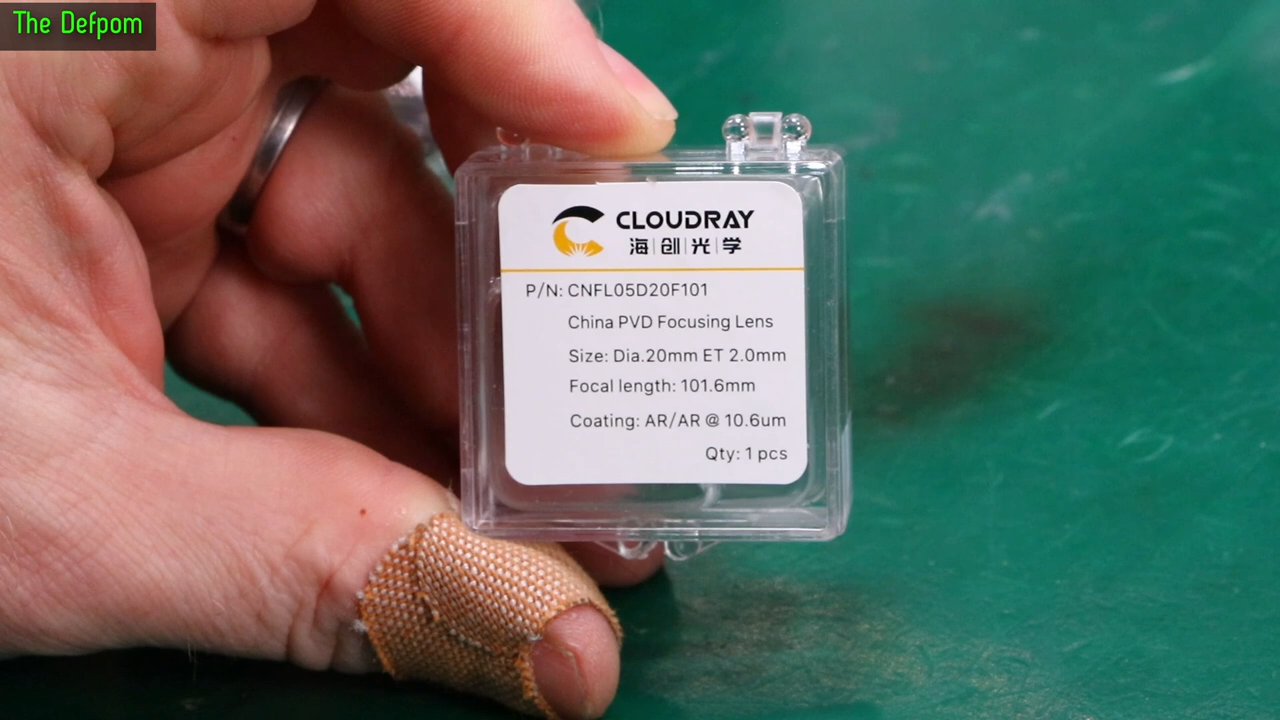 The Defpom
CLOUDRAY
海|创|光|学
P/N: CNFL05D20F101
China PVD Focusing Lens
Size: Dia.20mm ET 2.0mm
Focal length: 101.6mm
Coating: AR/AR @ 10.6um
Qty: 1 pcs